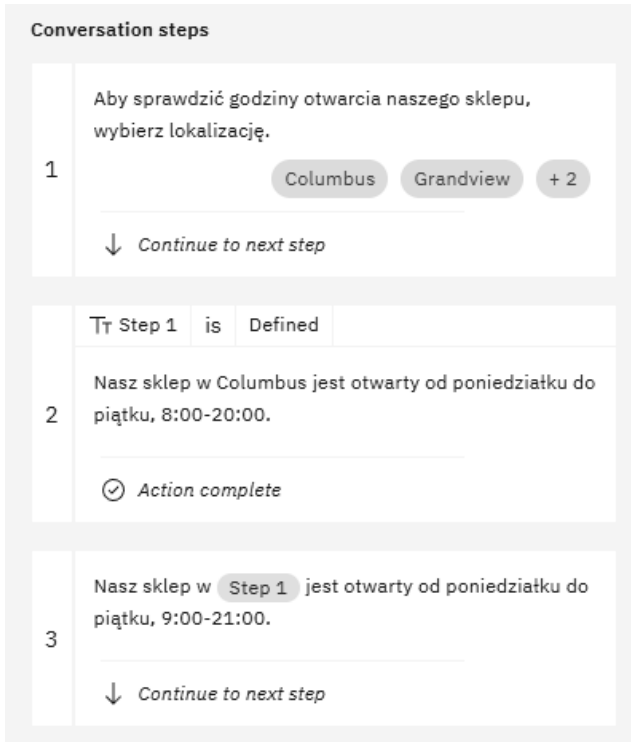 Conversation steps
1
Aby sprawdzić godziny otwarcia naszego sklepu,
wybierz lokalizację.
Columbus Grandview + 2
Continue to next step
2
Step 1 is Defined
Nasz sklep w Columbus jest otwarty od poniedziałku do
piątku, 8:00-20:00.
Action complete
3
Nasz sklep w Step 1 jest otwarty od poniedziałku do
piątku, 9:00-21:00.
Continue to next step